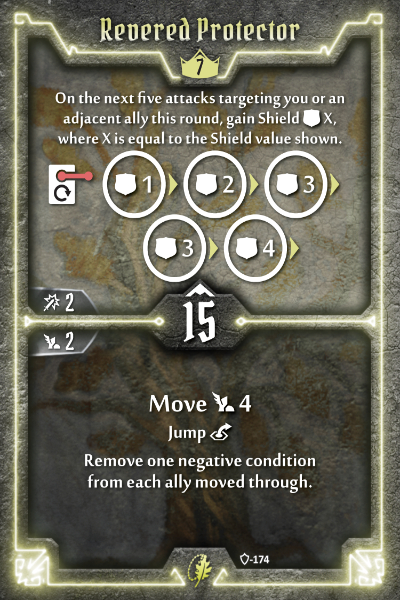 Revered Protector
7
On the next five attacks targeting you or an
adjacent ally this round, gain Shield X,
where X is equal to the Shield value shown.
1 2 3
3 4
2
15
2
Move 4
Jump
Remove one negative condition
from each ally moved through.
-174